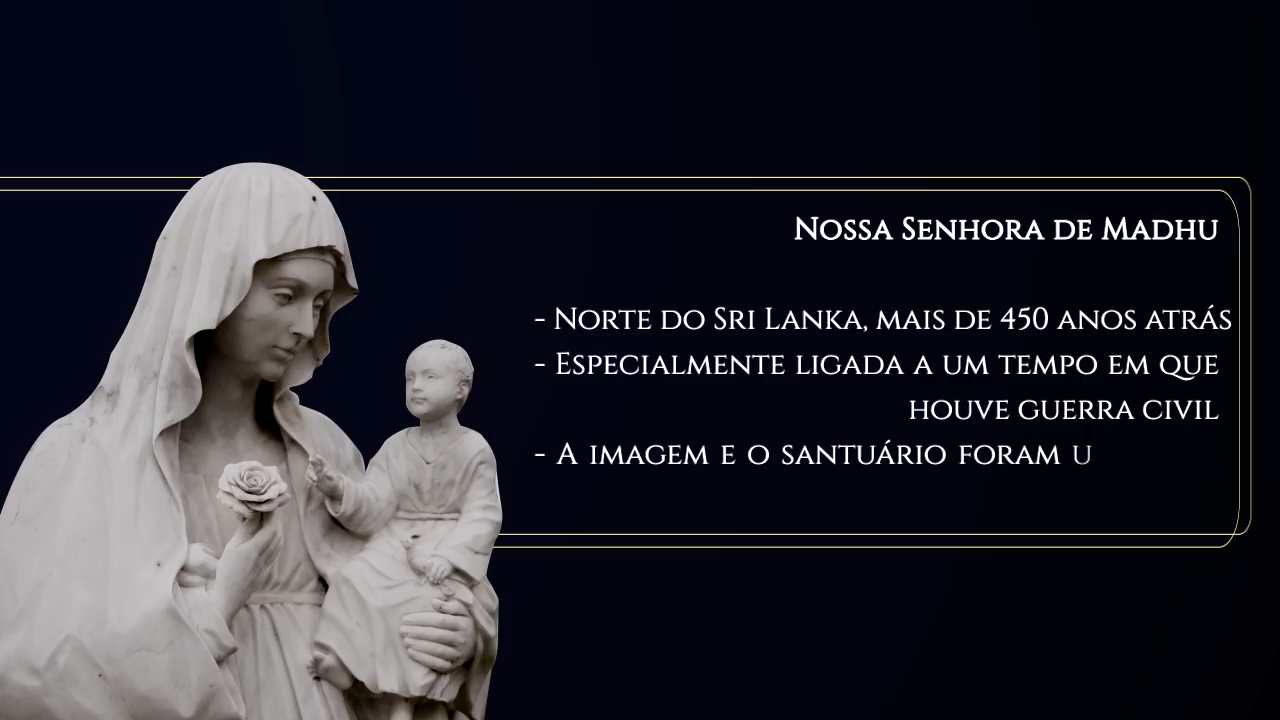 Nossa Senhora de Madhu
- Norte do Sri Lanka, mais de 450 anos atrás
- Especialmente ligada a um tempo em que
houve guerra civil
- A imagem e o santuário foram u